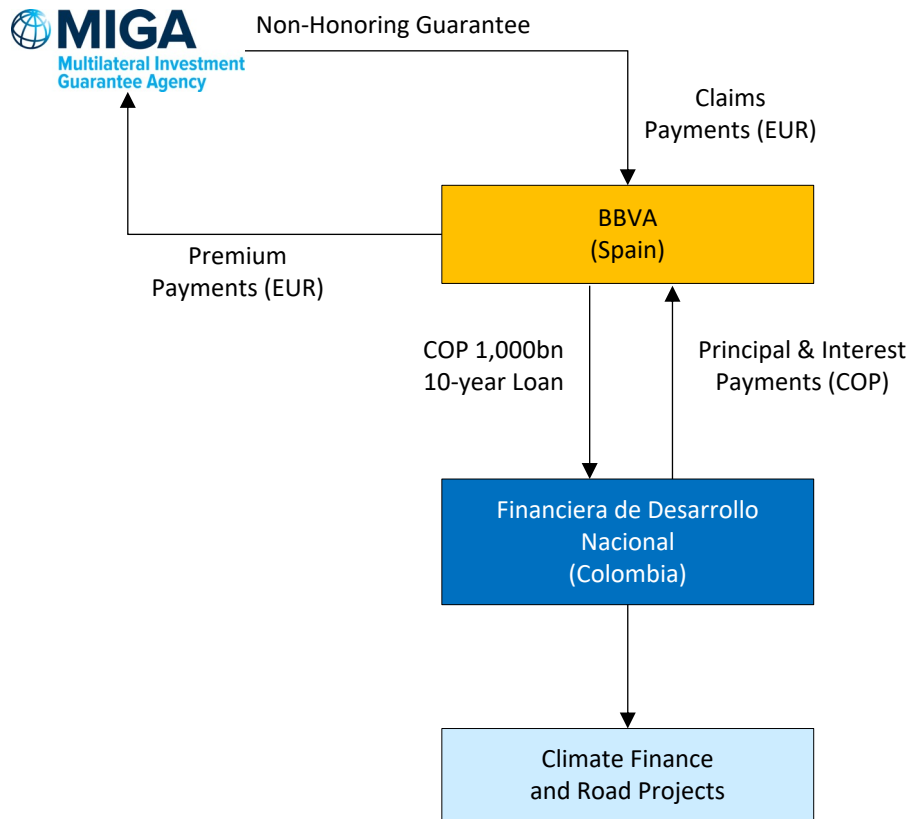 MIGA
Multilateral Investment
Guarantee Agency
Non-Honoring Guarantee
Claims
Payments (EUR)
BBVA
(Spain)
Premium
Payments (EUR)
COP 1,000bn
10-year Loan
Principal & Interest
Payments (COP)
Financiera de Desarrollo
Nacional
(Colombia)
Climate Finance
and Road Projects